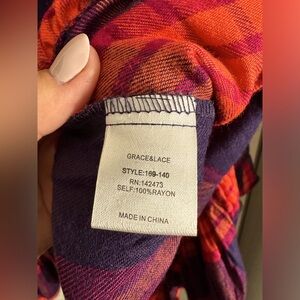 GRACE&LACE
STYLE:169-140
RN:142473
SELF:100%RAYON
MADE IN CHINA